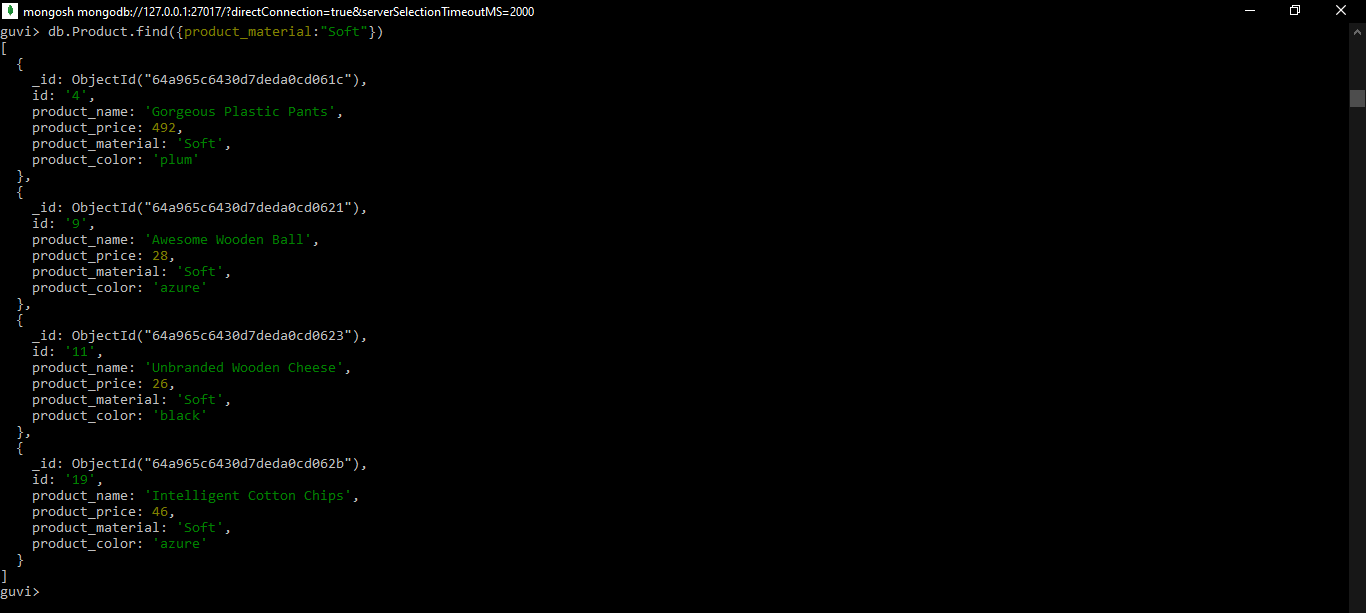 mongosh mongodb://127.0.0.1:27017/?directConnection=true&serverSelectionTimeoutMS=2000
guvi> db.Product.find({product_material:"Soft"})
[
  {
    _id: ObjectId("64a965c6430d7deda0cd061c"),
    id: '4',
    product_name: 'Gorgeous Plastic Pants',
    product_price: 492,
    product_material: 'Soft',
    product_color: 'plum'
  },
  {
    _id: ObjectId("64a965c6430d7deda0cd0621"),
    id: '9',
    product_name: 'Awesome Wooden Ball',
    product_price: 28,
    product_material: 'Soft',
    product_color: 'azure'
  },
  {
    _id: ObjectId("64a965c6430d7deda0cd0623"),
    id: '11',
    product_name: 'Unbranded Wooden Cheese',
    product_price: 26,
    product_material: 'Soft',
    product_color: 'black'
  },
  {
    _id: ObjectId("64a965c6430d7deda0cd062b"),
    id: '19',
    product_name: 'Intelligent Cotton Chips',
    product_price: 46,
    product_material: 'Soft',
    product_color: 'azure'
  }
]
guvi>